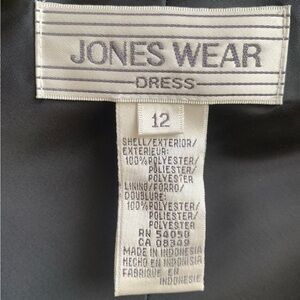 JONES WEAR
DRESS
12
SHELL/EXTERIOR/
EXTERIEUR:
100%POLYESTER/
POLIESTER/
POLYESTER
LINING/FORRO/
DOUBLURE:
100%POLYESTER/
POLIESTER/
POLYESTER
RN 54050
CA 08349
MADE IN INDONESIA
HECHO EN INDONISIA
FABRIQUE EN
INDONESIE